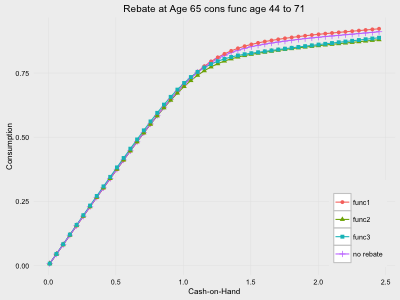 Rebate at Age 65 cons func age 44 to 71
Consumption
0.75
0.50
0.25
0.00
0.0 0.5 1.0 1.5 2.0 2.5
Cash-on-Hand
func1
func2
func3
no rebate